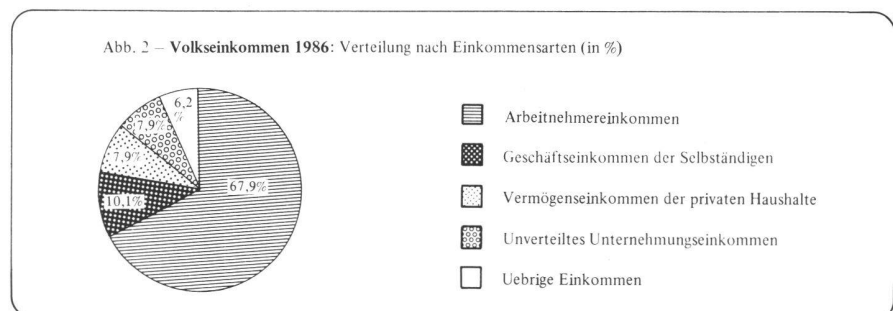 Abb. 2 – Volkseinkommen 1986: Verteilung nach Einkommensarten (in %)
6,2
%
7,9%
7,9%
67,9%
10,1%
Arbeitnehmereinkommen
Geschäftseinkommen der Selbständigen
Vermögenseinkommen der privaten Haushalte
Unverteiltes Unternehmungseinkommen
Uebrige Einkommen